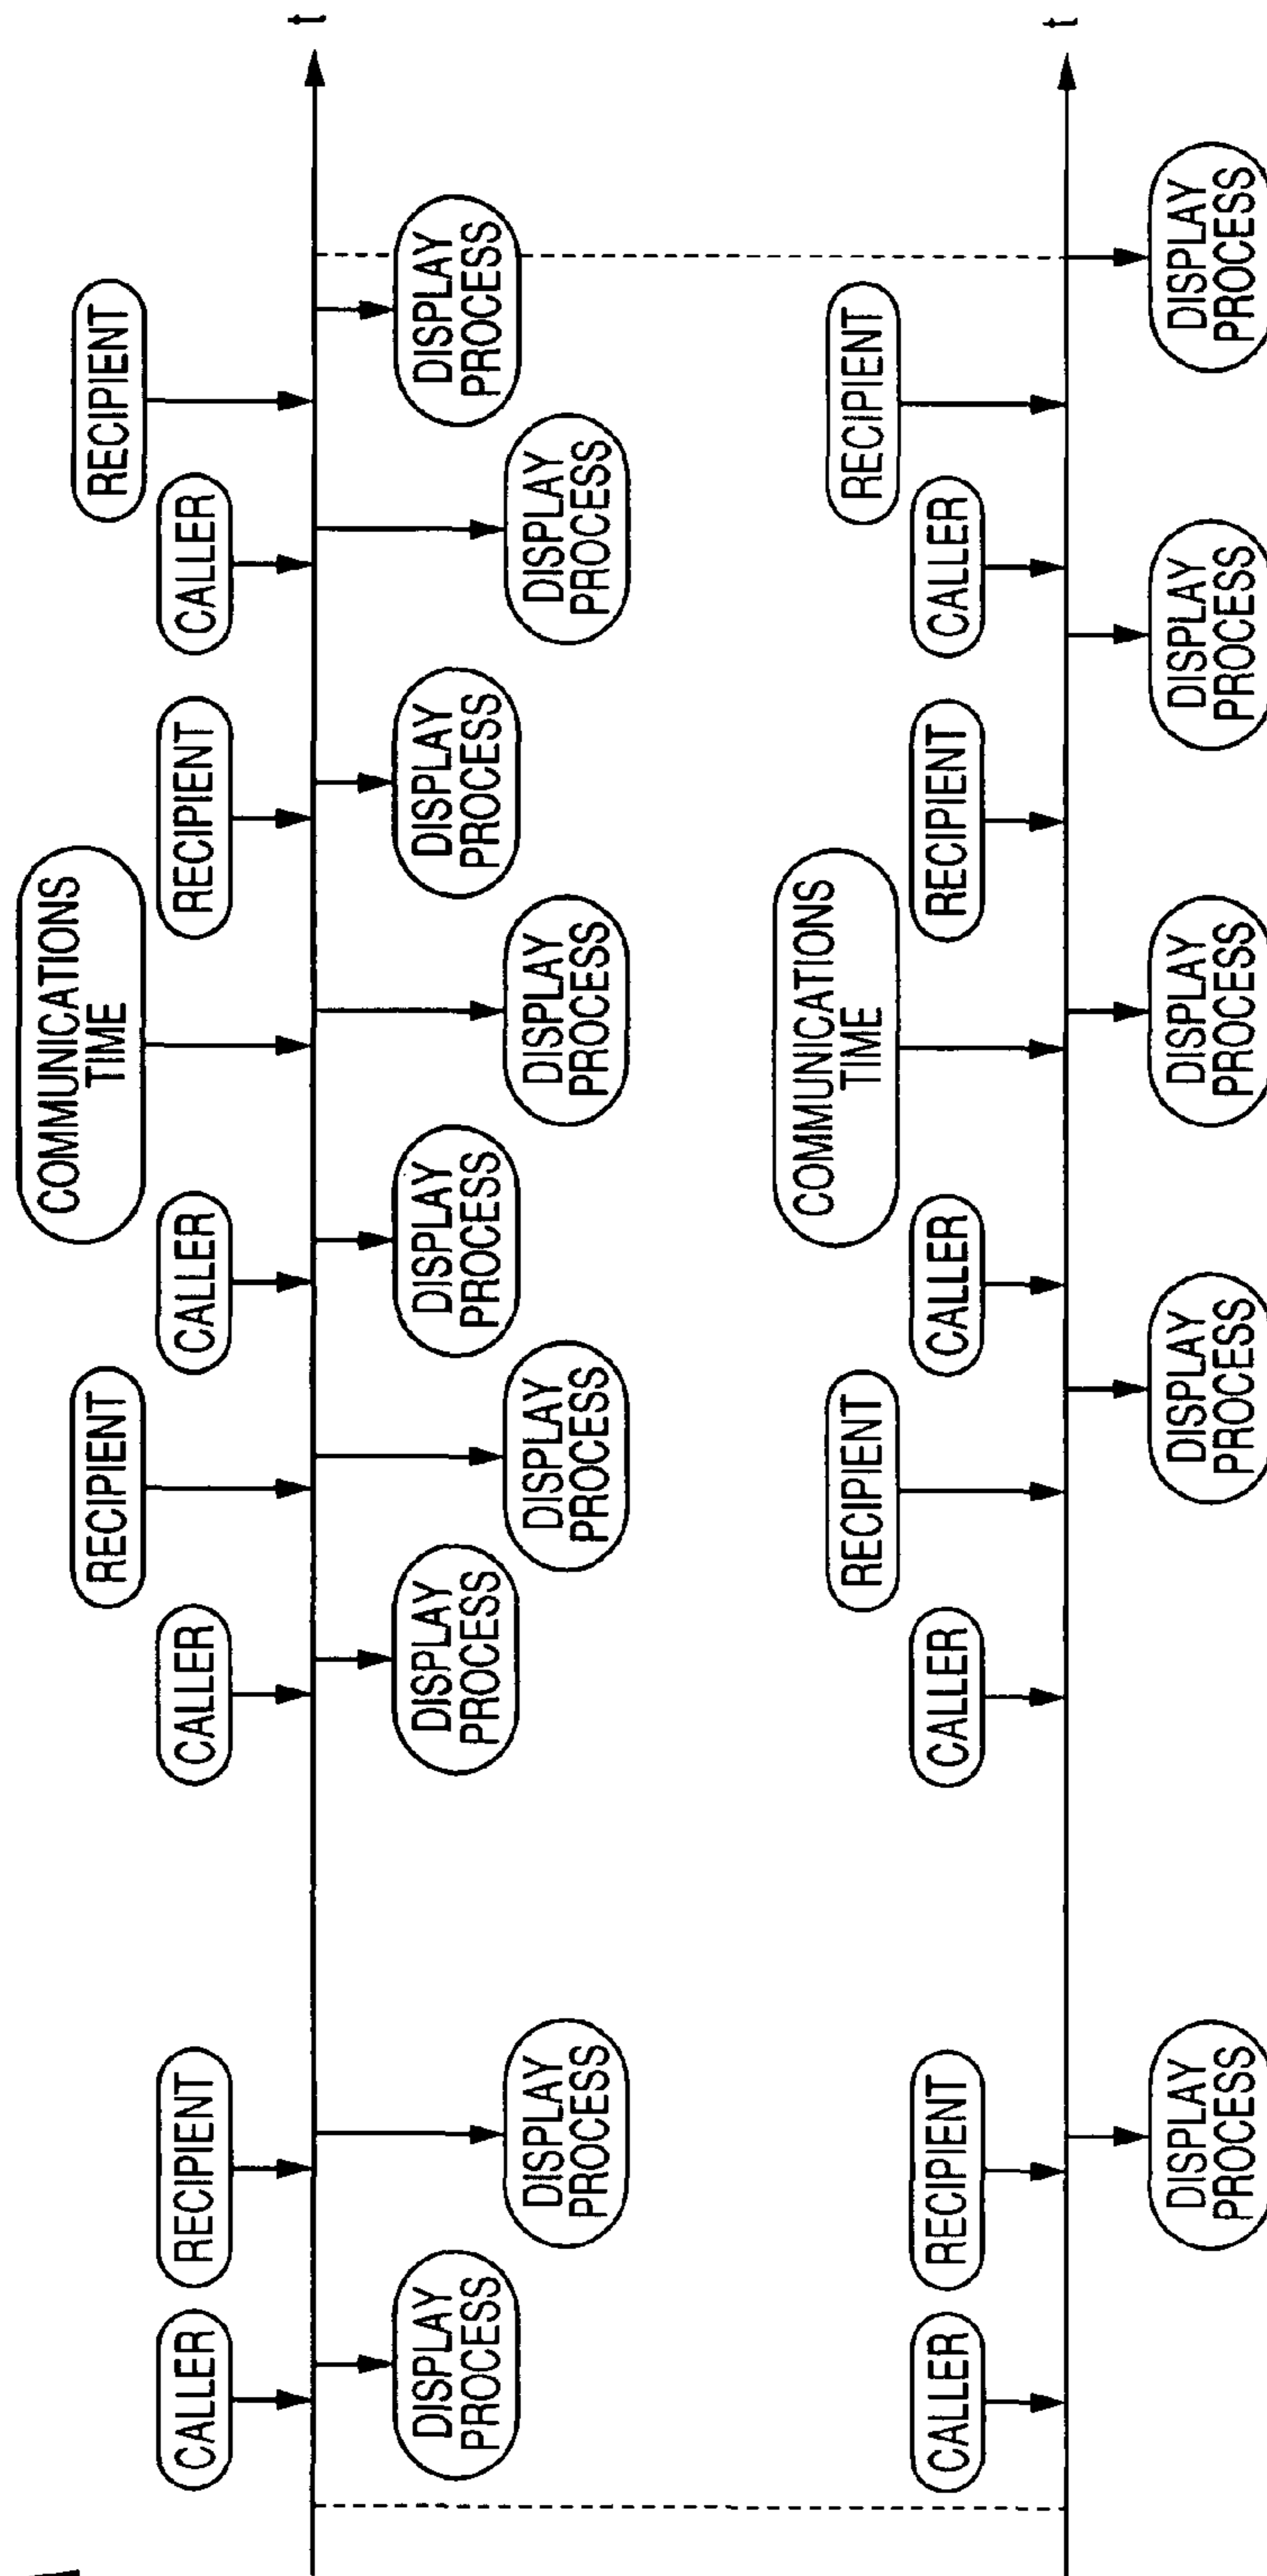 COMMUNICATIONS
TIME
RECIPIENT
RECIPIENT
CALLER
RECIPIENT
CALLER
CALLER
RECIPIENT
CALLER
t
DISPLAY
PROCESS
DISPLAY
PROCESS
DISPLAY
PROCESS
DISPLAY
PROCESS
DISPLAY
PROCESS
DISPLAY
PROCESS
DISPLAY
PROCESS
DISPLAY
PROCESS
DISPLAY
PROCESS
COMMUNICATIONS
TIME
RECIPIENT
RECIPIENT
CALLER
RECIPIENT
CALLER
CALLER
RECIPIENT
CALLER
t
DISPLAY
PROCESS
DISPLAY
PROCESS
DISPLAY
PROCESS
DISPLAY
PROCESS
DISPLAY
PROCESS